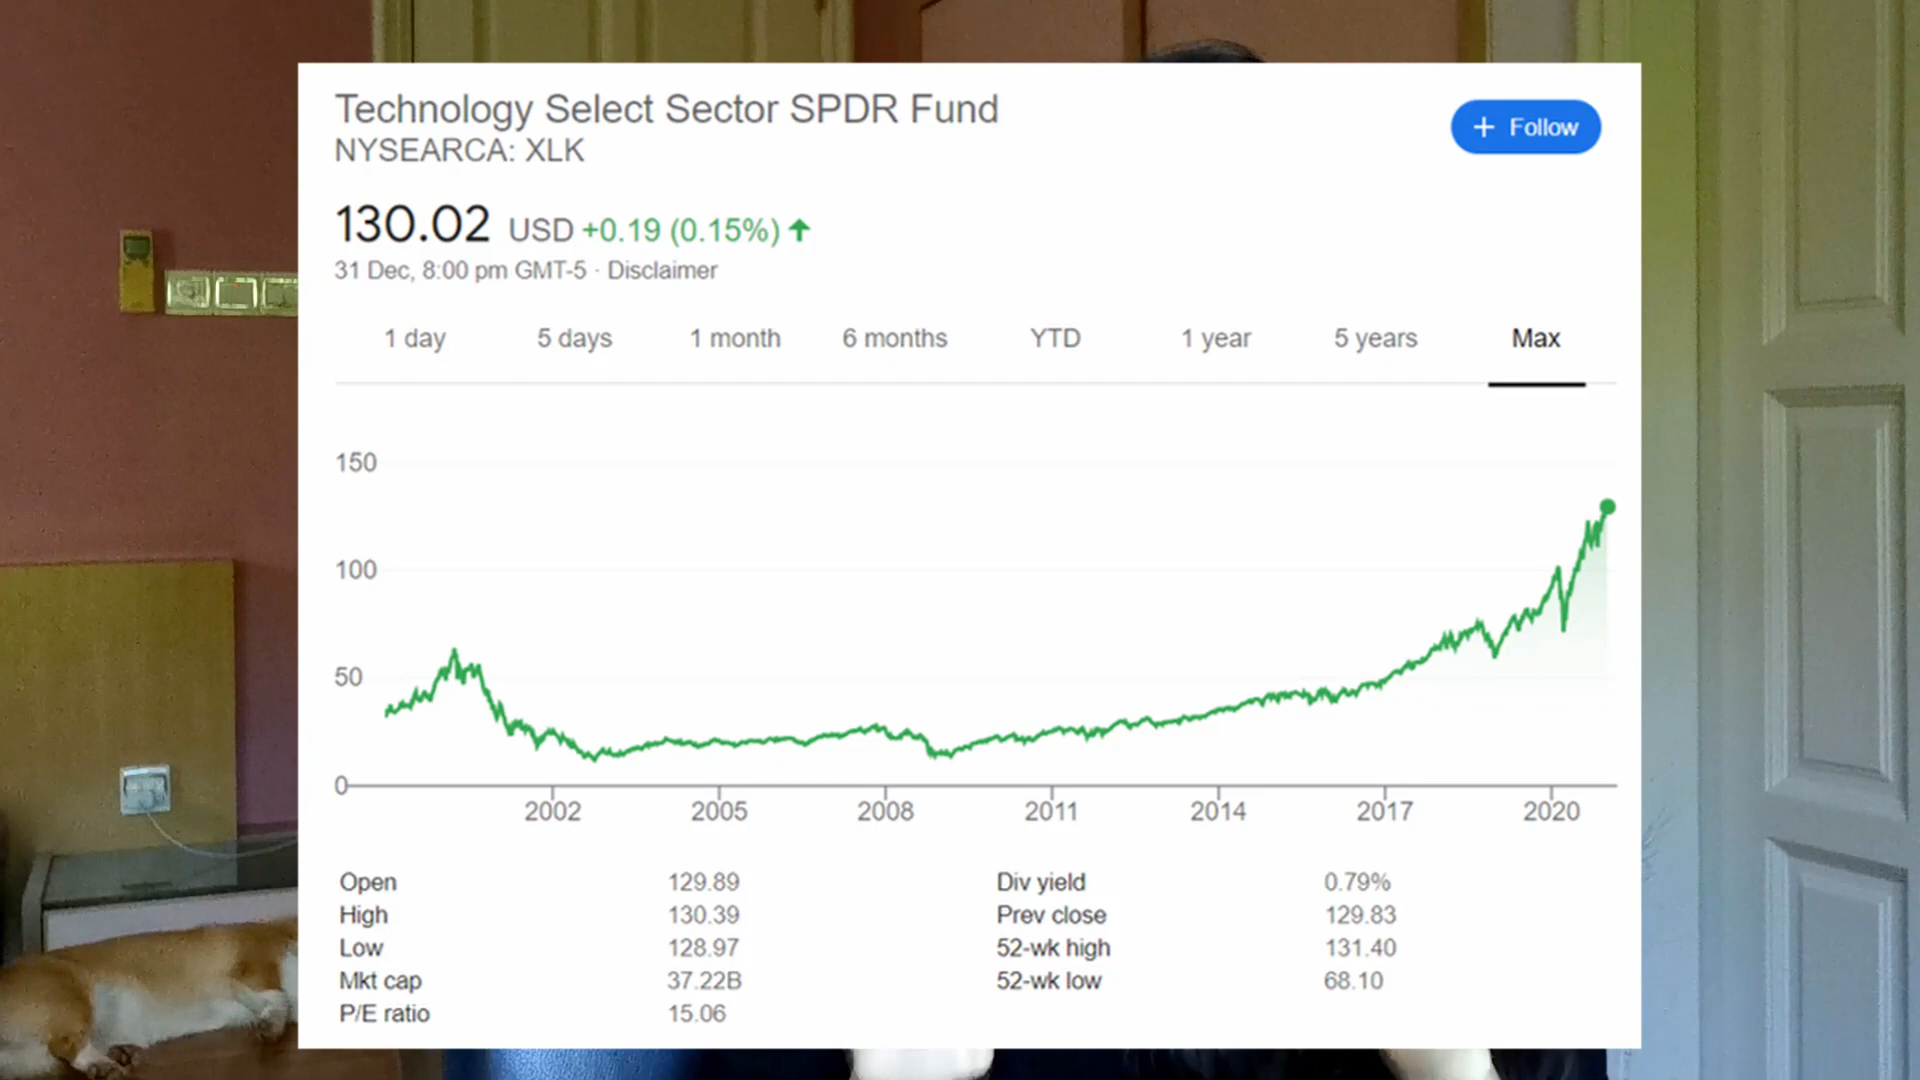 Technology Select Sector SPDR Fund
NYSEARCA: XLK
+ Follow
130.02 USD +0.19 (0.15%)
31 Dec, 8:00 pm GMT-5 · Disclaimer
1 day 5 days 1 month 6 months YTD 1 year 5 years Max
150
100
50
0
2002 2005 2008 2011 2014 2017 2020
Open 129.89 Div yield 0.79%
High 130.39 Prev close 129.83
Low 128.97 52-wk high 131.40
Mkt cap 37.22B 52-wk low 68.10
P/E ratio 15.06